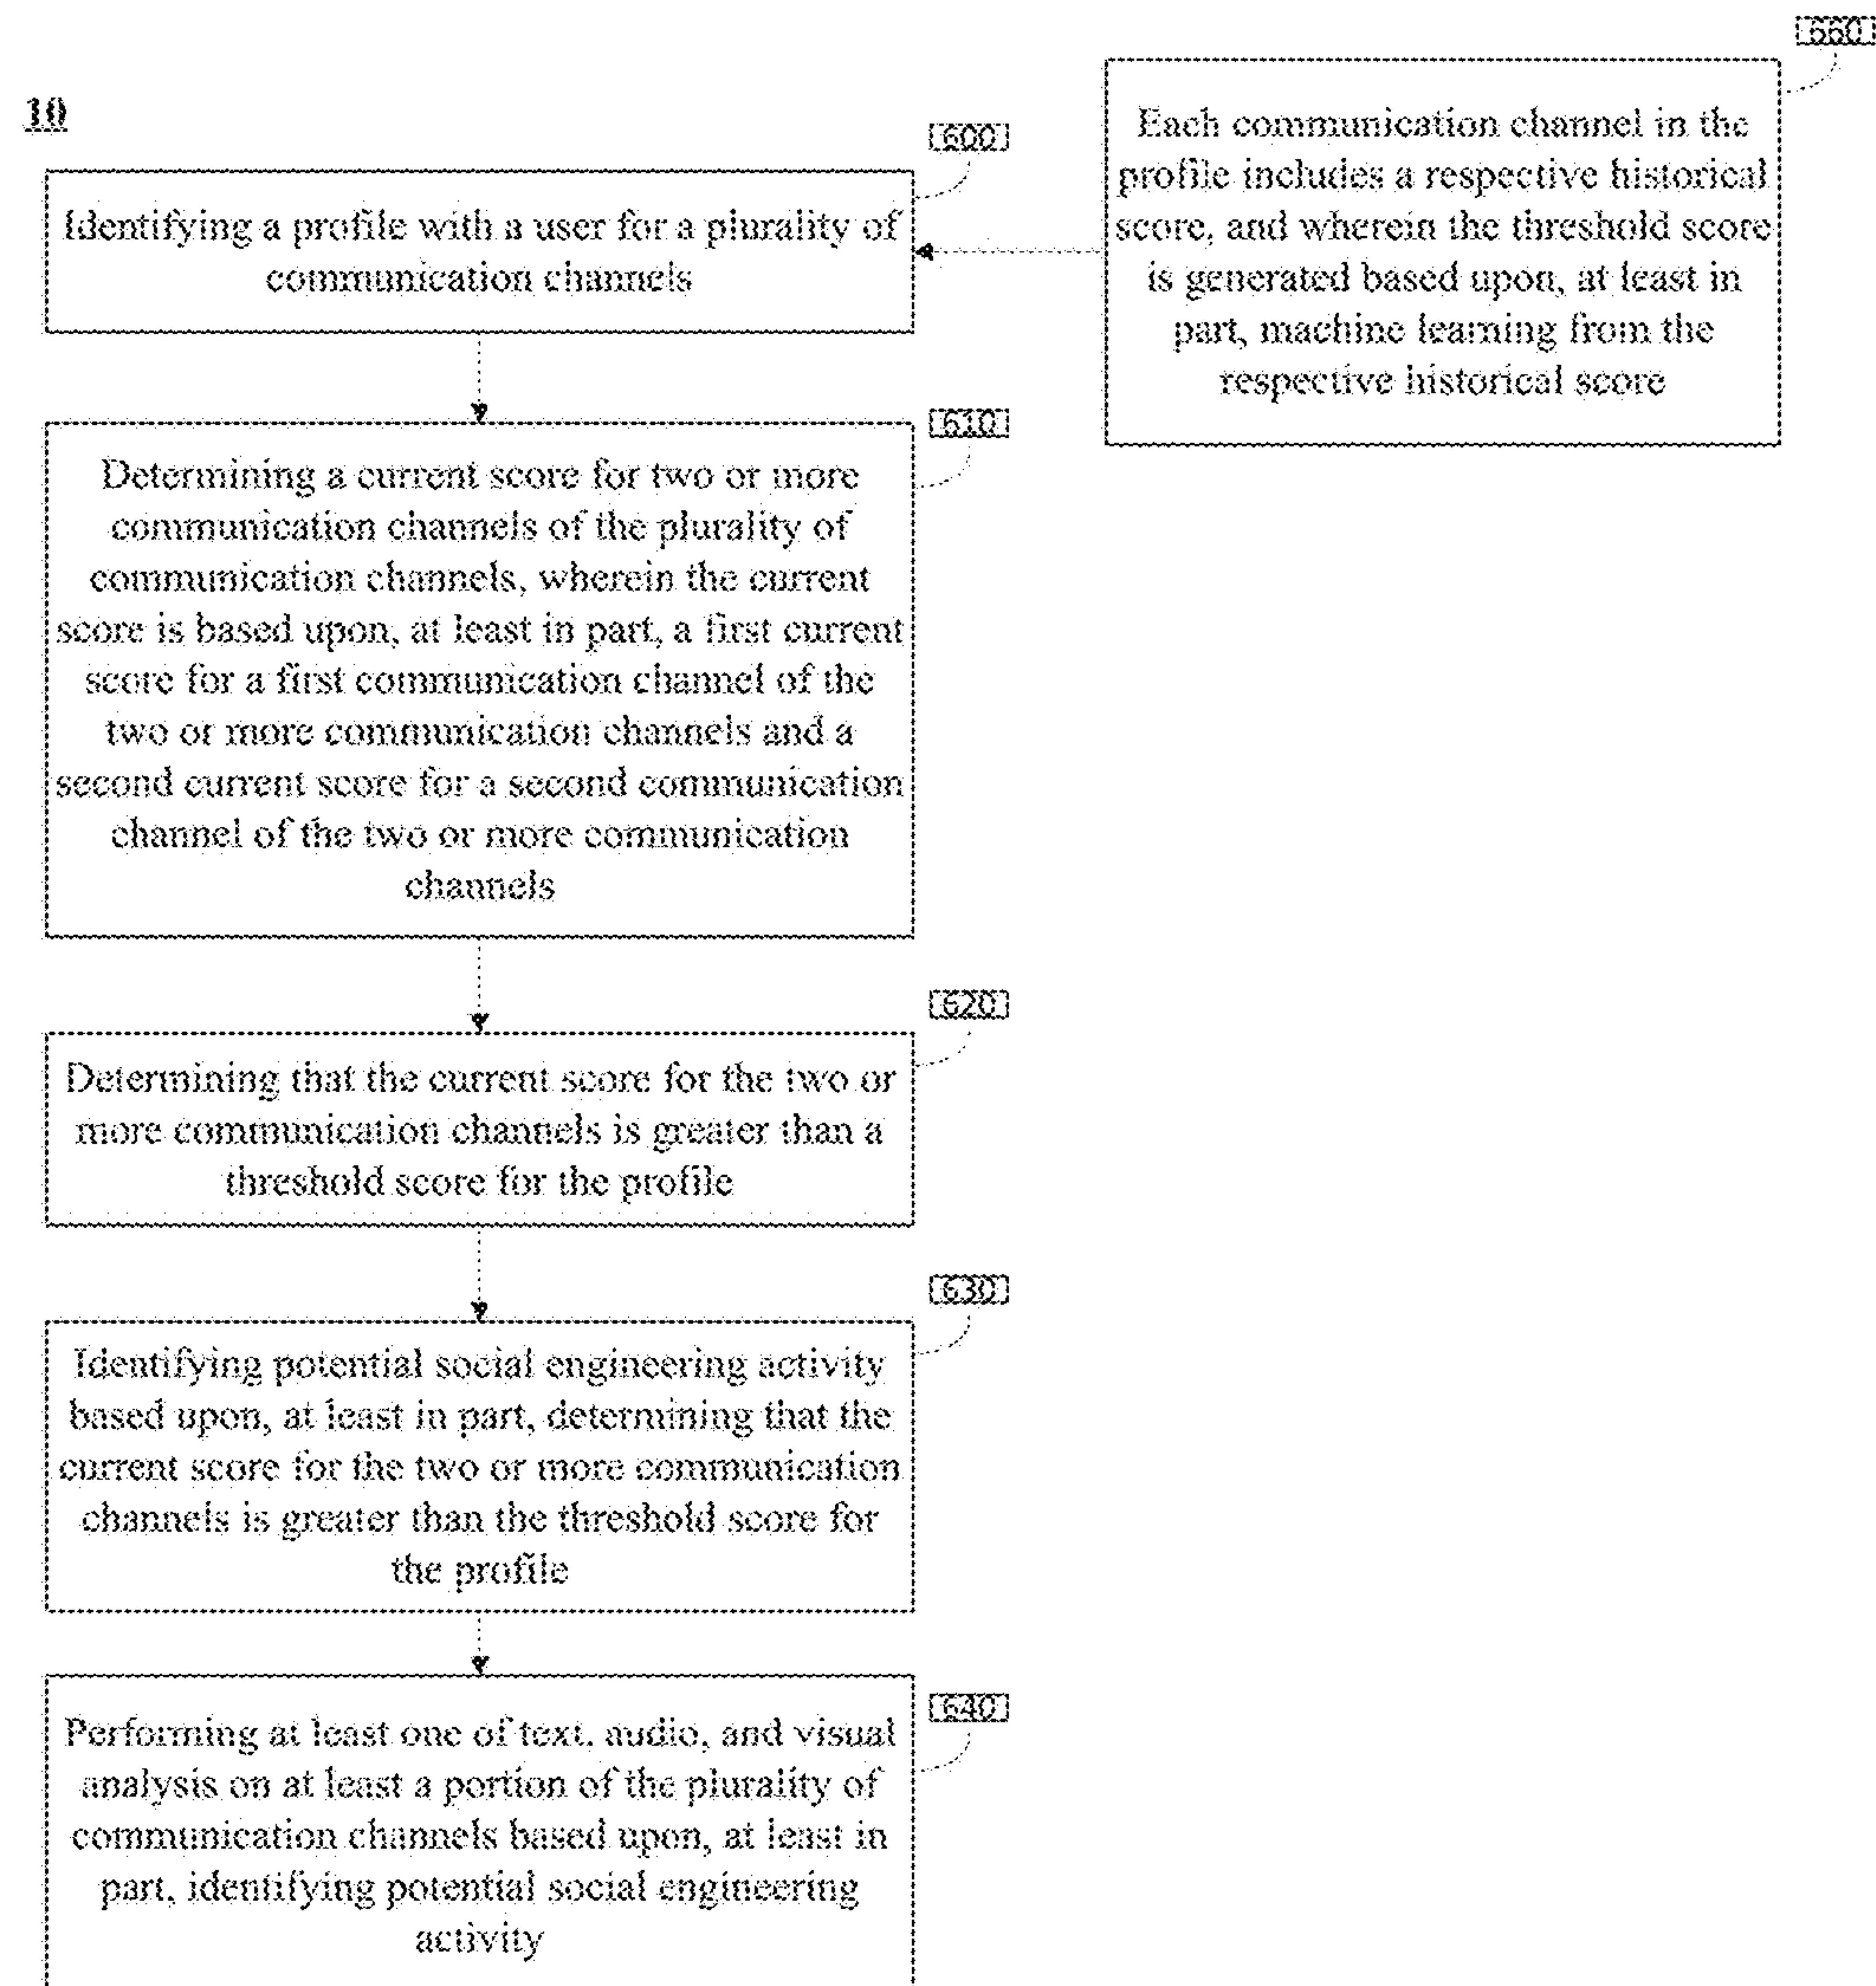 10
600
Identifying a profile with a user for a plurality of
communication channels
660
Each communication channel in the
profile includes a respective historical
score, and wherein the threshold score
is generated based upon, at least in
part, machine learning from the
respective historical score
610
Determining a current score for two or more
communication channels of the plurality of
communication channels, wherein the current
score is based upon, at least in part, a first current
score for a first communication channel of the
two or more communication channels and a
second current score for a second communication
channel of the two or more communication
channels
620
Determining that the current score for the two or
more communication channels is greater than a
threshold score for the profile
630
Identifying potential social engineering activity
based upon, at least in part, determining that the
current score for the two or more communication
channels is greater than the threshold score for
the profile
640
Performing at least one of text, audio, and visual
analysis on at least a portion of the plurality of
communication channels based upon, at least in
part, identifying potential social engineering
activity